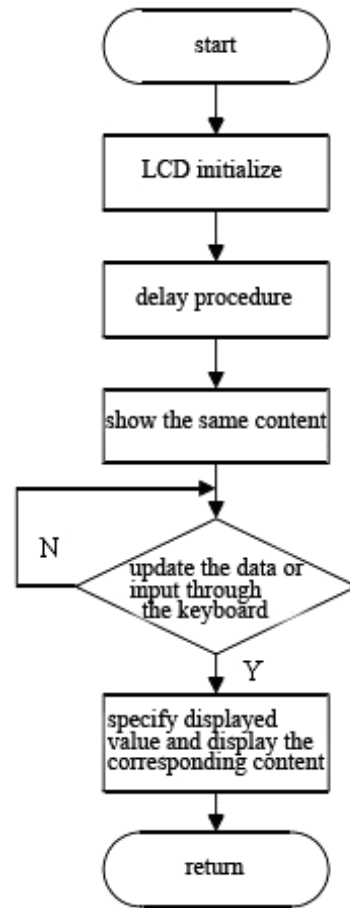 start
LCD initialize
delay procedure
show the same content
N
update the data or
input through
the keyboard
Y
specify displayed
value and display the
corresponding content
return